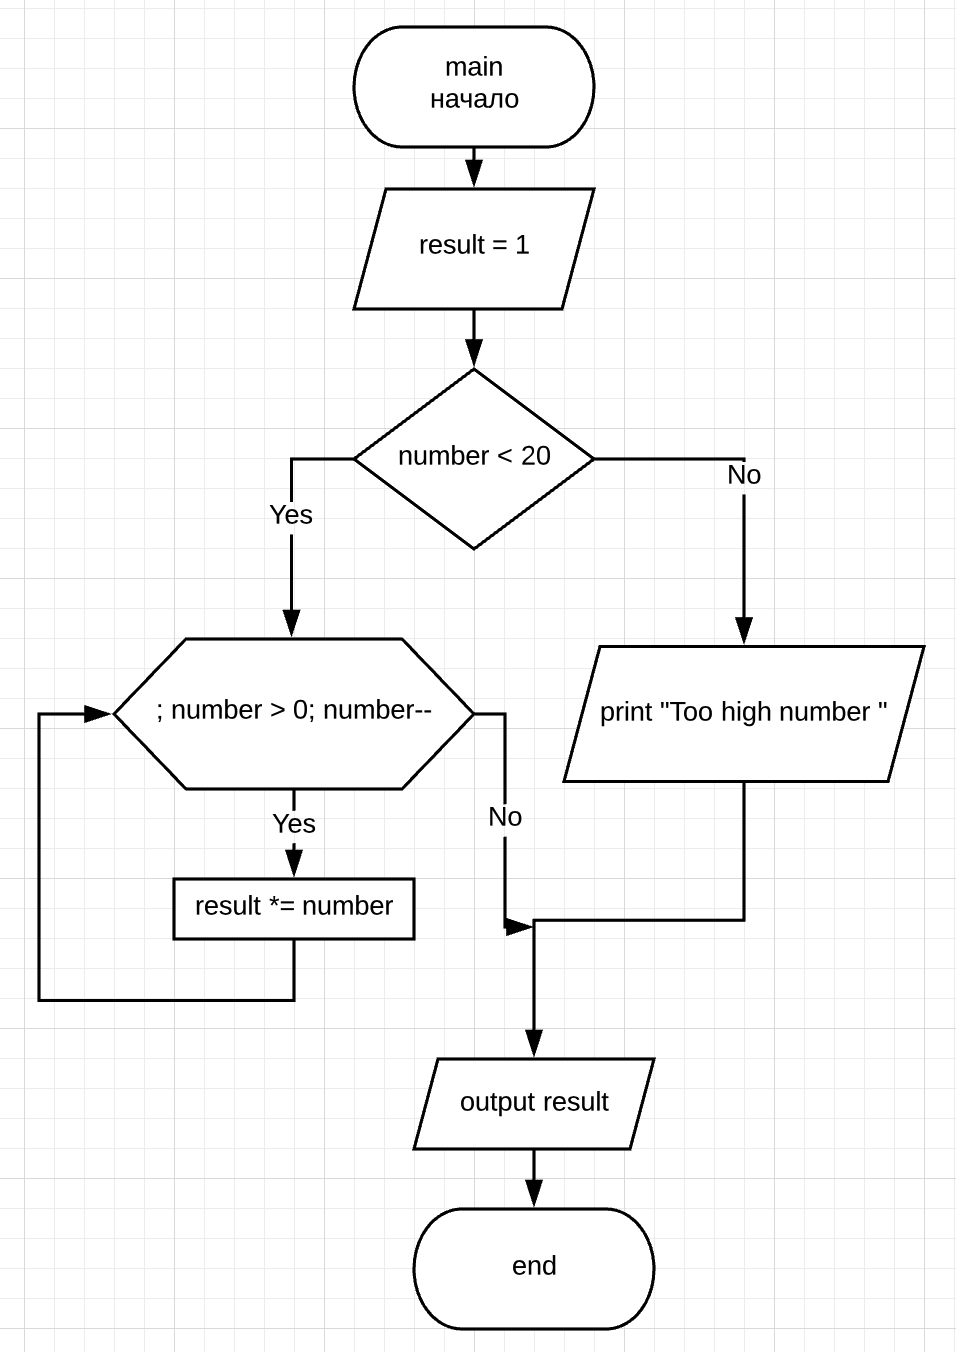 main
начало
result = 1
number < 20
Yes
No
; number > 0; number--
print "Too high number "
Yes
No
result *= number
output result
end